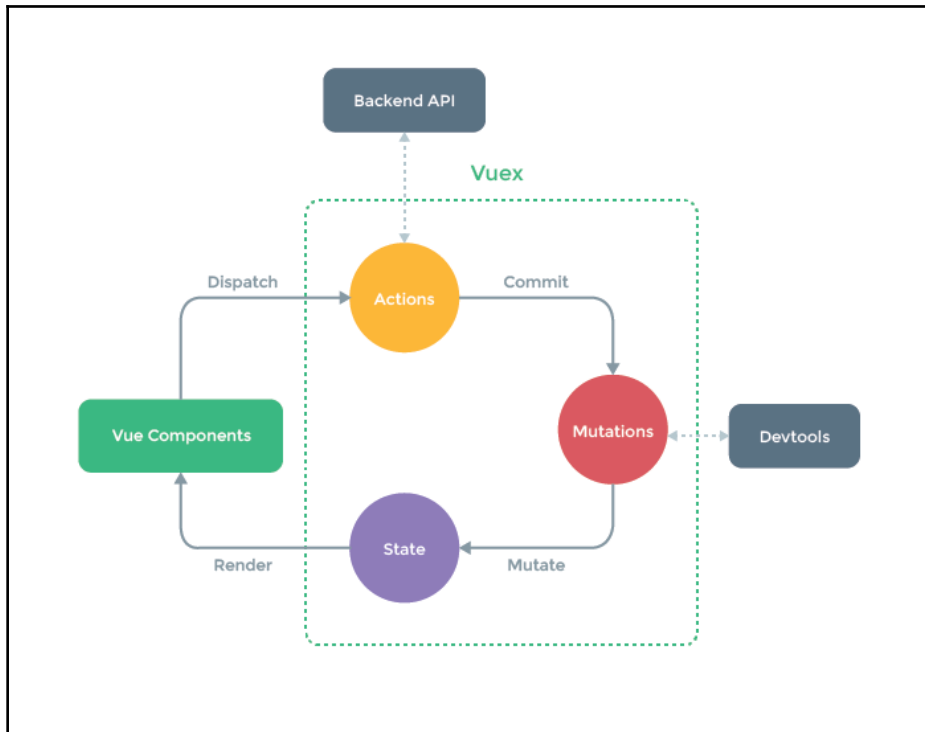 Backend API
Vuex
Dispatch
Actions
Commit
Vue Components
Mutations
Devtools
State
Render
Mutate